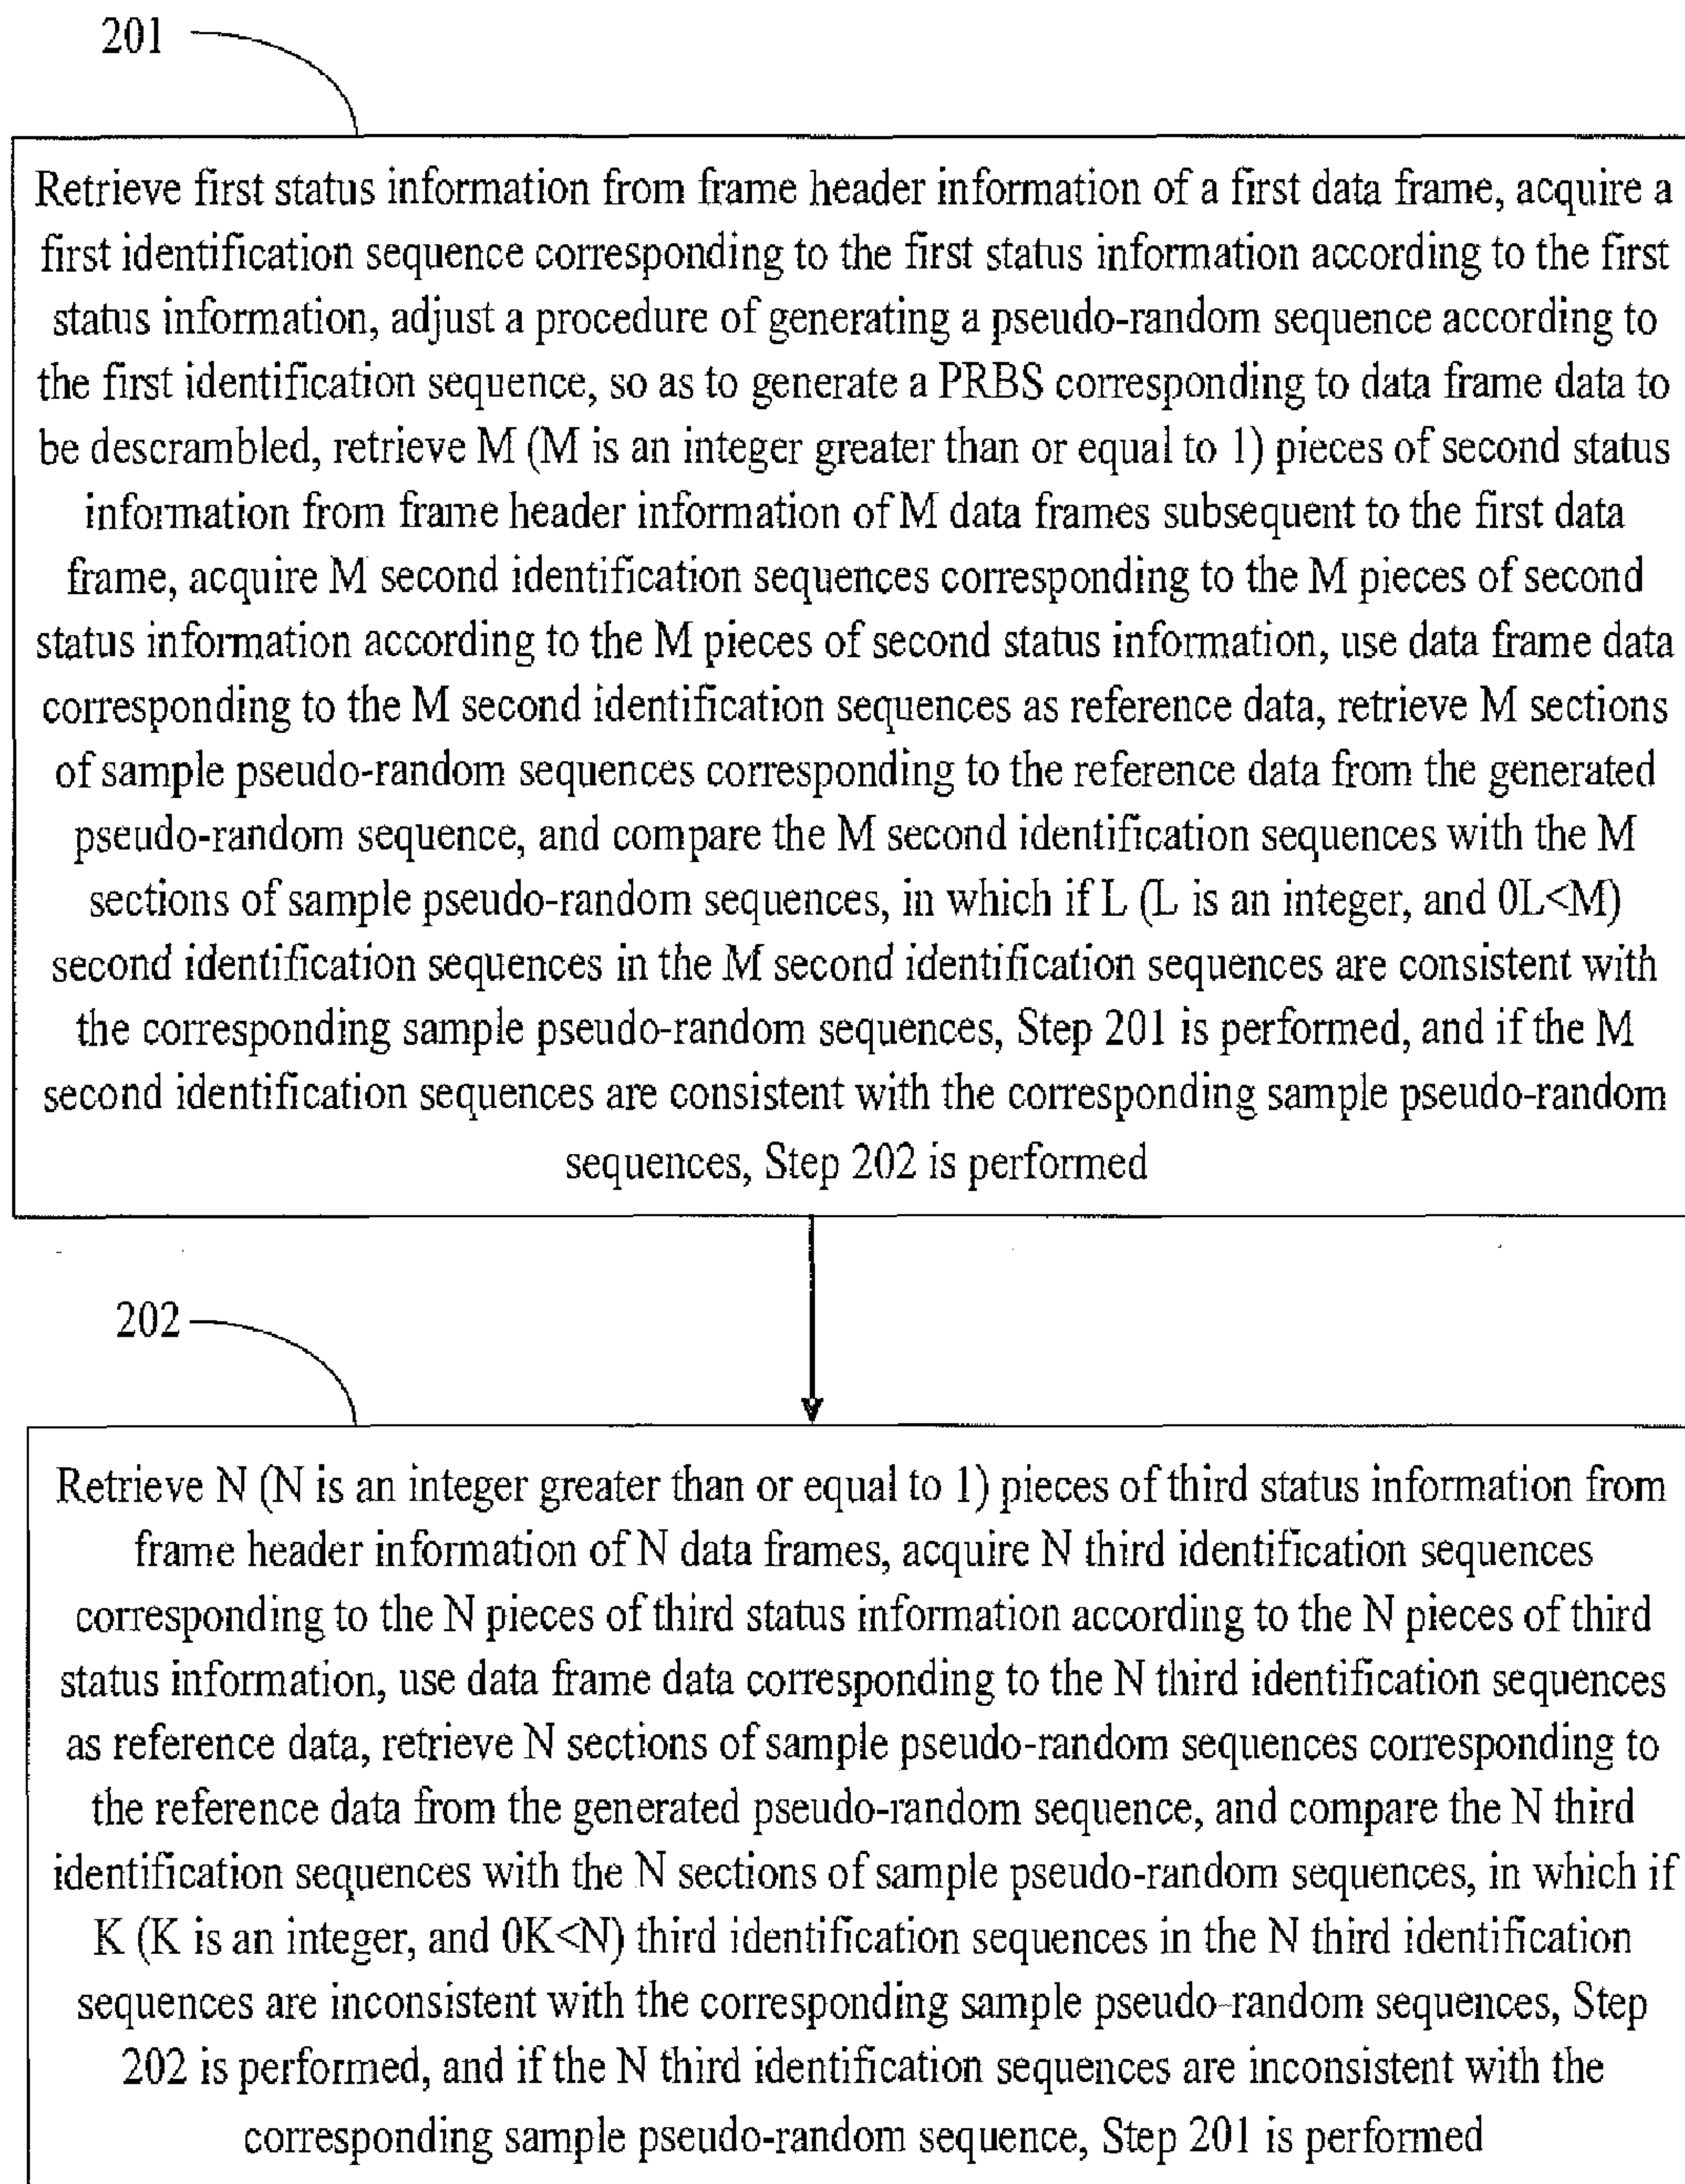 201
Retrieve first status information from frame header information of a first data frame, acquire a
first identification sequence corresponding to the first status information according to the first
status information, adjust a procedure of generating a pseudo-random sequence according to
the first identification sequence, so as to generate a PRBS corresponding to data frame data to
be descrambled, retrieve M (M is an integer greater than or equal to 1) pieces of second status
information from frame header information of M data frames subsequent to the first data
frame, acquire M second identification sequences corresponding to the M pieces of second
status information according to the M pieces of second status information, use data frame data
corresponding to the M second identification sequences as reference data, retrieve M sections
of sample pseudo-random sequences corresponding to the reference data from the generated
pseudo-random sequence, and compare the M second identification sequences with the M
sections of sample pseudo-random sequences, in which if L (L is an integer, and 0L<M)
second identification sequences in the M second identification sequences are consistent with
the corresponding sample pseudo-random sequences, Step 201 is performed, and if the M
second identification sequences are consistent with the corresponding sample pseudo-random
sequences, Step 202 is performed
202
Retrieve N (N is an integer greater than or equal to 1) pieces of third status information from
frame header information of N data frames, acquire N third identification sequences
corresponding to the N pieces of third status information according to the N pieces of third
status information, use data frame data corresponding to the N third identification sequences
as reference data, retrieve N sections of sample pseudo-random sequences corresponding to
the reference data from the generated pseudo-random sequence, and compare the N third
identification sequences with the N sections of sample pseudo-random sequences, in which if
K (K is an integer, and 0K<N) third identification sequences in the N third identification
sequences are inconsistent with the corresponding sample pseudo-random sequences, Step
202 is performed, and if the N third identification sequences are inconsistent with the
corresponding sample pseudo-random sequence, Step 201 is performed